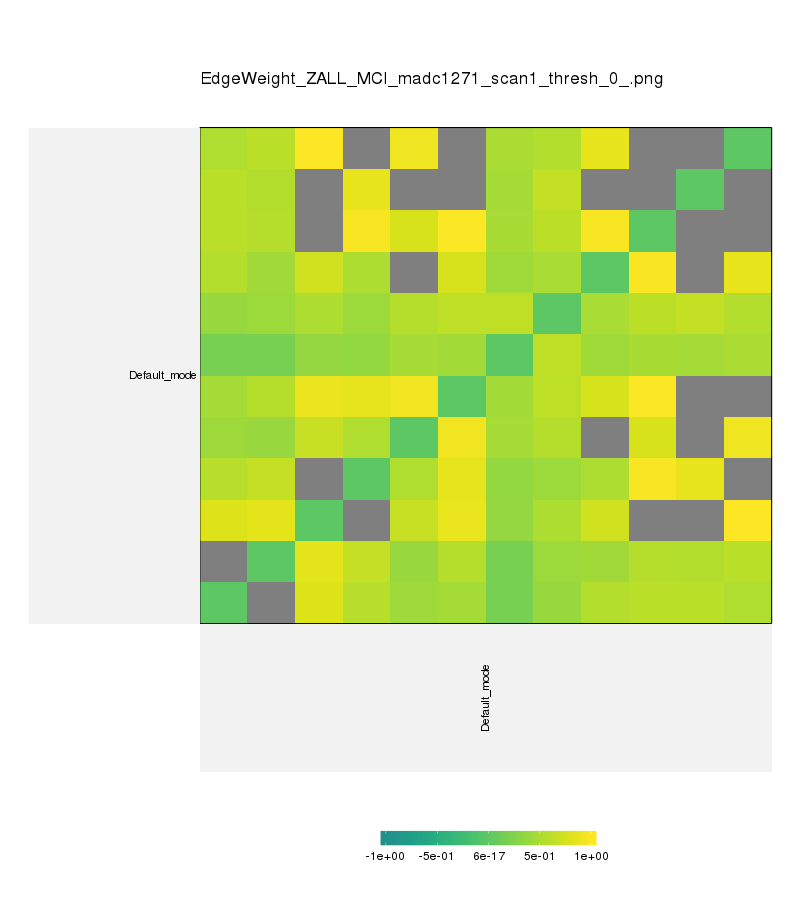 EdgeWeight_ZALL_MCI_madc1271_scan1_thresh_0_.png
Default_mode
Default_mode
-1e+00 -5e-01 6e-17 5e-01 1e+00